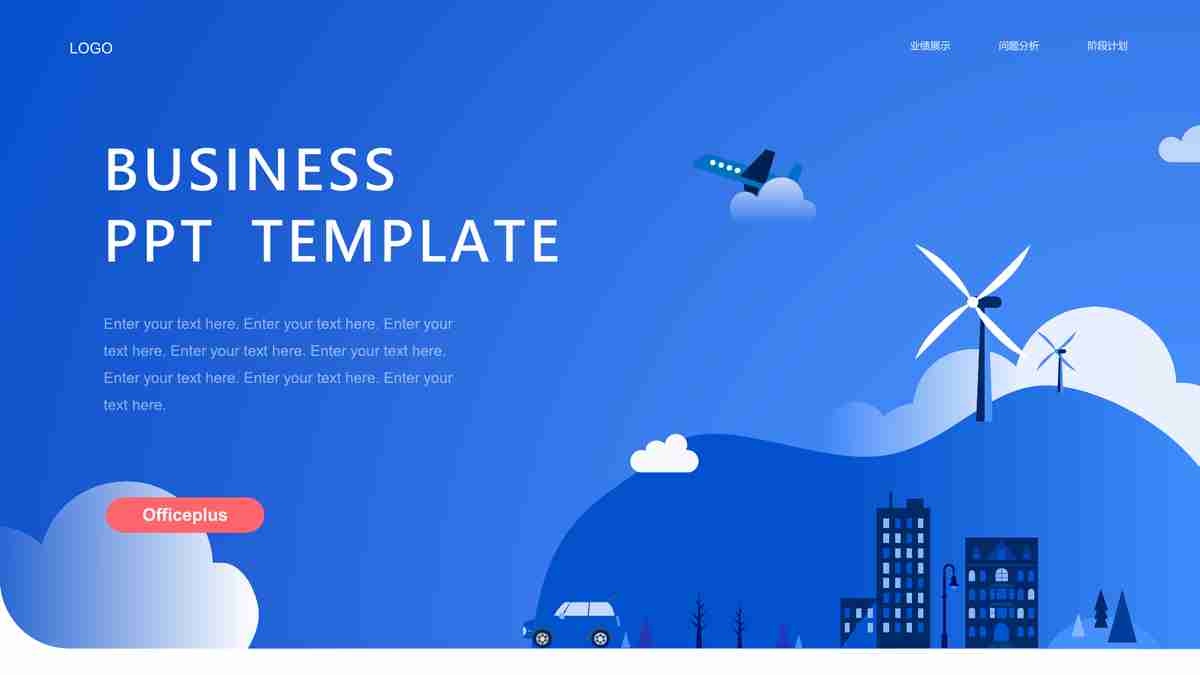 LOGO
业绩展示
问题分析
阶段计划
BUSINESS
PPT TEMPLATE
Enter your text here. Enter your text here. Enter your
text here. Enter your text here. Enter your text here.
Enter your text here. Enter your text here. Enter your
text here.
Officeplus